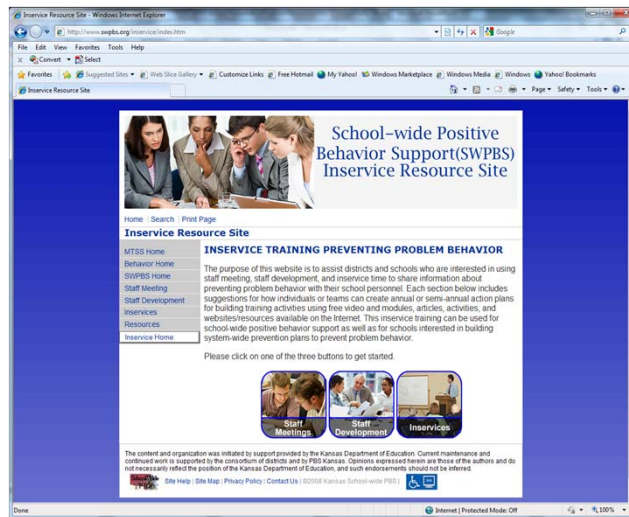 Inservice Resource Site - Windows Internet Explorer
http://www.swpbs.org/inservice/index.htm
Google
File Edit View Favorites Tools Help
x Convert Select
Favorites Suggested Sites Web Slice Gallery Customize Links Free Hotmail My Yahoo! Windows Marketplace Windows Media Windows Yahoo! Bookmarks
Inservice Resource Site
Page Safety Tools
School-wide Positive
Behavior Support(SWPBS)
Inservice Resource Site
Home | Search | Print Page
Inservice Resource Site
MTSS Home
Behavior Home
SWPBS Home
Staff Meeting
Staff Development
Inservices
Resources
Inservice Home
INSERVICE TRAINING PREVENTING PROBLEM BEHAVIOR
The purpose of this website is to assist districts and schools who are interested in using
staff meeting, staff development, and inservice time to share information about
preventing problem behavior with their school personnel. Each section below includes
suggestions for how individuals or teams can create annual or semi-annual action plans
for building training activities using free video and modules, articles, activities, and
websites/resources available on the Internet. This inservice training can be used for
school-wide positive behavior support as well as for schools interested in building
system-wide prevention plans to prevent problem behavior.
Please click on one of the three buttons to get started.
Staff
Meetings
Staff
Development
Inservices
The content and organization was initiated by support provided by the Kansas Department of Education. Current maintenance and
continued work is supported by the consortium of districts and by PBS Kansas. Opinions expressed herein are those of the authors and do
not necessarily reflect the position of the Kansas Department of Education, and such endorsements should not be inferred.
Site Help | Site Map | Privacy Policy | Contact Us | ©2008 Kansas School-wide PBS |
Done
Internet | Protected Mode: Off
100%